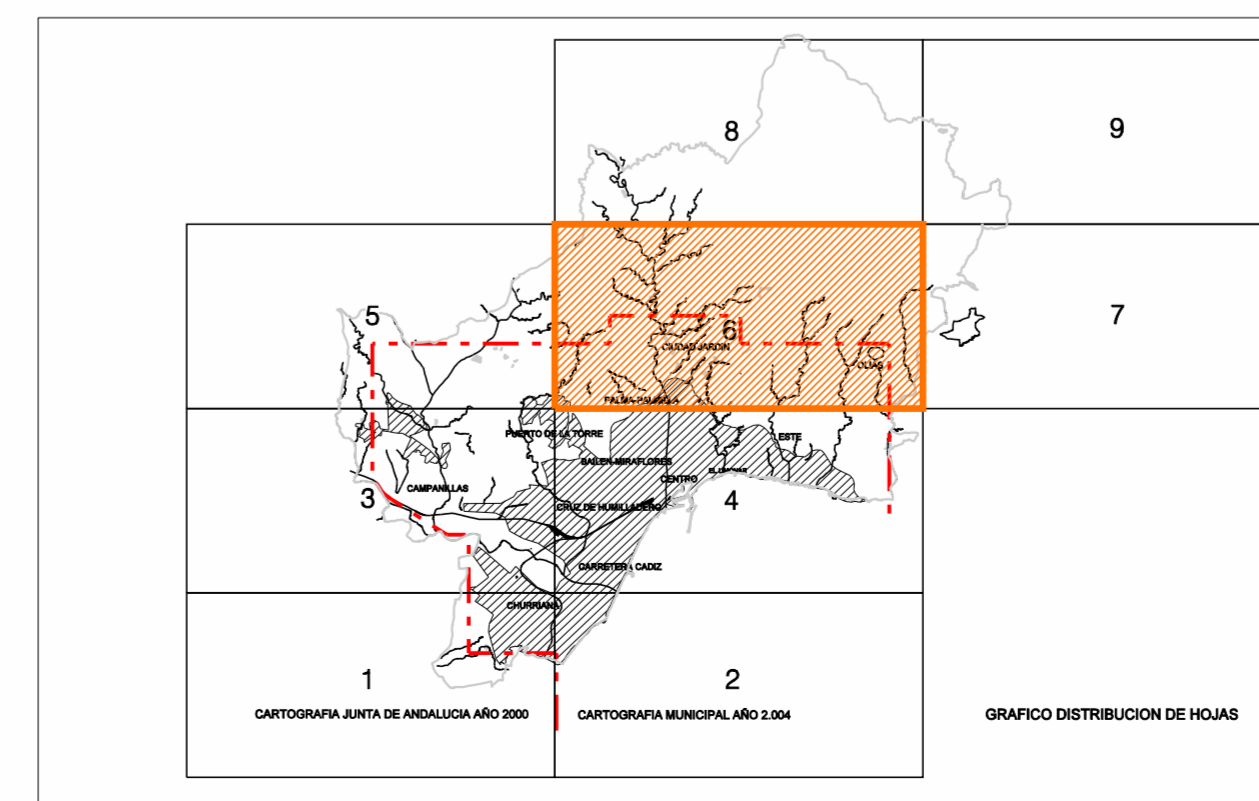 8
9
5
6
7
CIUDAD JARDIN
OLIAS
PALMA-PALMILLA
PUERTO DE LA TORRE
ESTE
BAILEN-MIRAFLORES
EL LIMONAR
CENTRO
CAMPANILLAS
3
4
CRUZ DE HUMILLADERO
CARRETERA CADIZ
CHURRIANA
1
2
CARTOGRAFIA JUNTA DE ANDALUCIA AÑO 2000
CARTOGRAFIA MUNICIPAL AÑO 2.004
GRAFICO DISTRIBUCION DE HOJAS